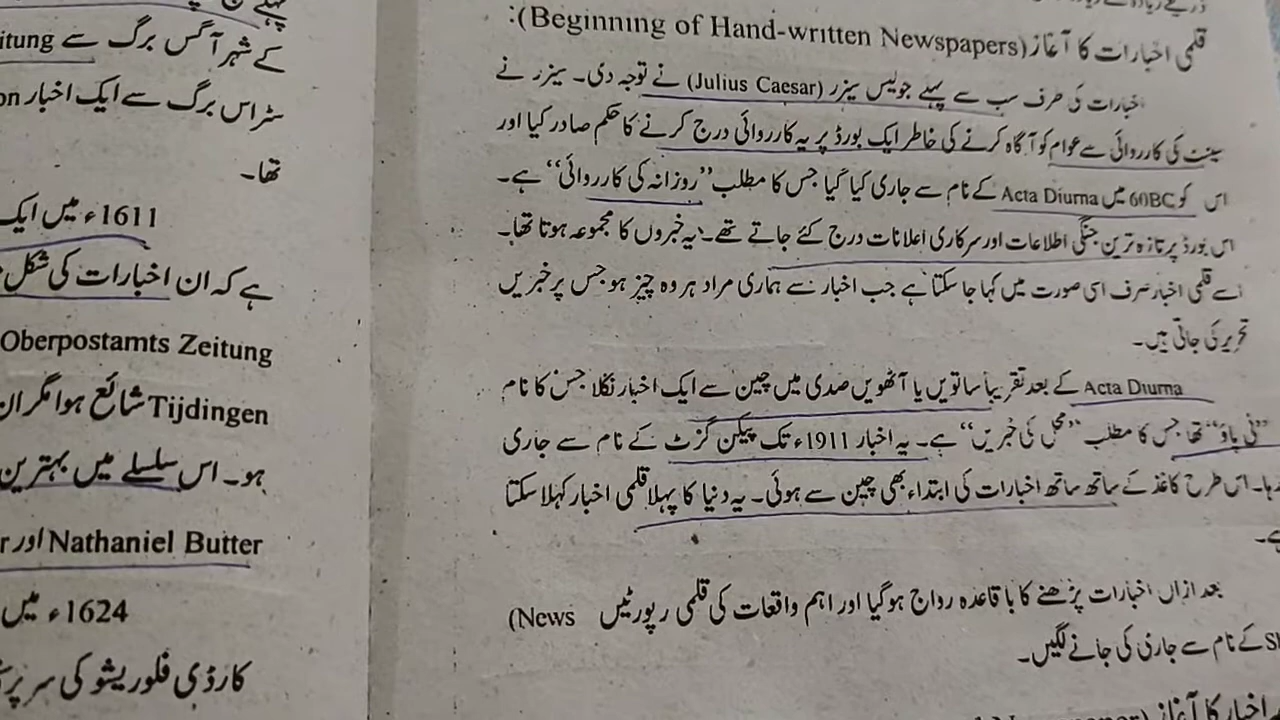 قلمی اخبارات کا آغاز (Beginning of Hand-written Newspapers):
اخبارات کی طرف سب سے پہلے جولیس سیزر (Julius Caesar) نے توجہ دی۔ سیزر نے
سینٹ کی کارروائی سے عوام کو آگاہ کرنے کی خاطر ایک بورڈ پر یہ کارروائی درج کرنے کا حکم صادر کیا اور
اس کو 60BC میں Acta Diurna کے نام سے جاری کیا گیا جس کا مطلب ”روزانہ کی کارروائی“ ہے۔
اس بورڈ پر تازہ ترین جنگی اطلاعات اور سرکاری اعلانات درج کئے جاتے تھے۔ یہ خبروں کا مجموعہ ہوتا تھا۔
اسے قلمی اخبار صرف اسی صورت میں کہا جا سکتا ہے جب اخبار سے ہماری مراد ہر وہ چیز ہو جس پر خبریں
تحریر کی جاتی ہیں۔
Acta Diurna کے بعد تقریباً ساتویں یا آٹھویں صدی میں چین سے ایک اخبار نکلا جس کا نام
”ٹی پاؤ“ تھا جس کا مطلب ”محل کی خبریں“ ہے۔ یہ اخبار 1911ء تک پیکن گزٹ کے نام سے جاری
رہا۔ اس طرح کاغذ کے ساتھ ساتھ اخبارات کی ابتداء بھی چین سے ہوئی۔ یہ دنیا کا پہلا قلمی اخبار کہلا سکتا
ہے۔
بعد ازاں اخبارات پڑھنے کا باقاعدہ رواج ہو گیا اور اہم واقعات کی قلمی رپورٹیں (News
کے نام سے جاری کی جانے لگیں۔
اخبار کا آغاز
پہلے
کے شہر آگس برگ سے
سٹراس برگ سے ایک اخبار
تھا۔
1611ء میں ایک
ہے کہ ان اخبارات کی شکل
Oberpostamts Zeitung
Tijdingen شائع ہوا مگر ان
ہو۔ اس سلسلے میں بہترین
Nathaniel Butter اور
1624ء میں
کارڈی فلوریشو کی سر